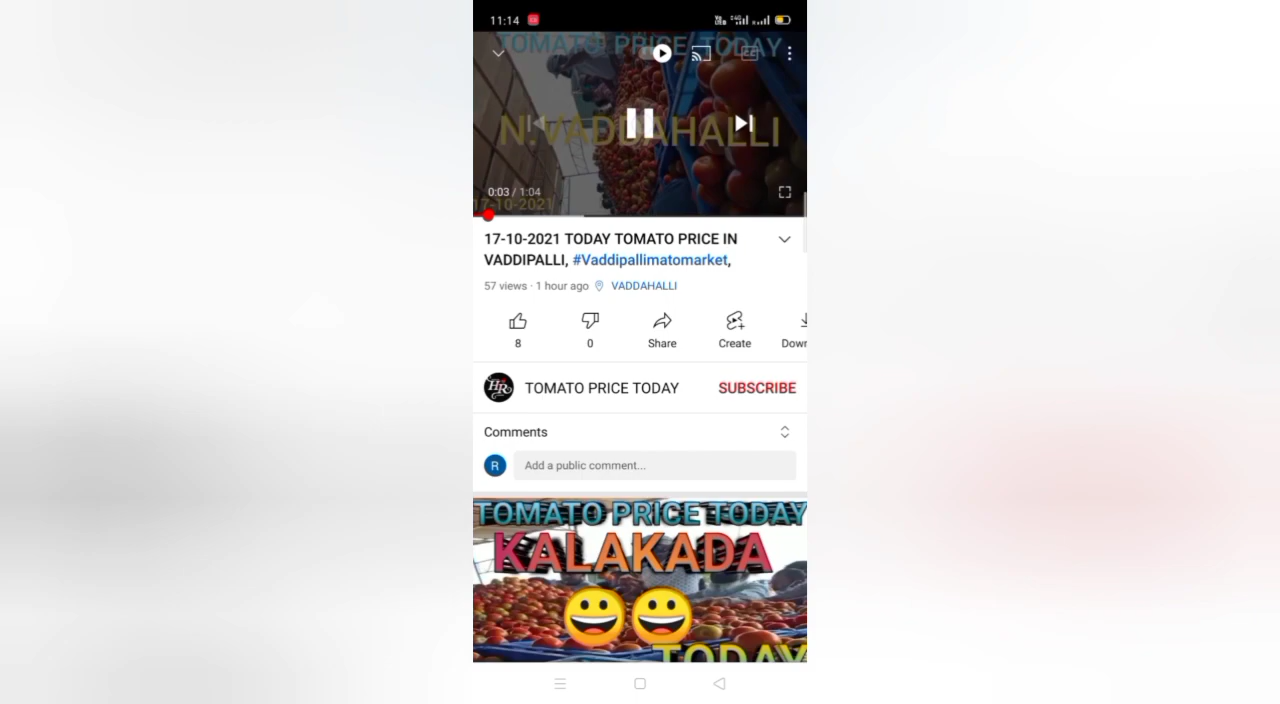 11:14
TOMATO PRICE TODAY
N.VADDAHALLI
0:03 / 1:04
17-10-2021
17-10-2021 TODAY TOMATO PRICE IN
VADDIPALLI, #Vaddipallimatomarket,
57 views · 1 hour ago VADDAHALLI
8 0 Share Create Down
TOMATO PRICE TODAY SUBSCRIBE
Comments
R Add a public comment...
TOMATO PRICE TODAY
KALAKADA
TODAY